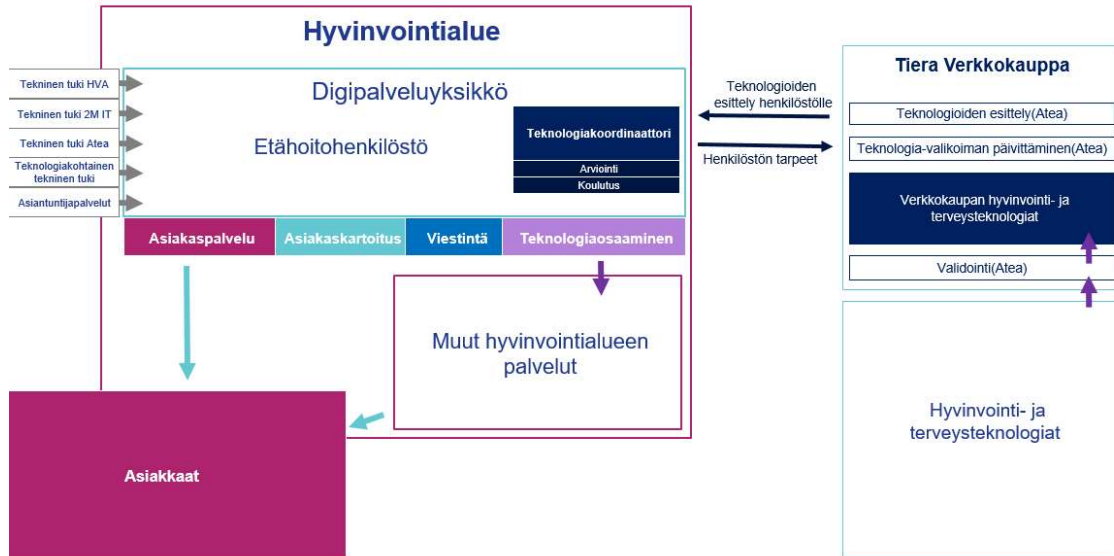 Hyvinvointialue
Tekninen tuki HVA
Tekninen tuki 2M IT
Tekninen tuki Atea
Teknologiakohtainen
tekninen tuki
Asiantuntijapalvelut
Digipalveluyksikkö
Etähoitohenkilöstö
Teknologiakoordinaattori
Arviointi
Koulutus
Asiakaspalvelu
Asiakaskartoitus
Viestintä
Teknologiaosaaminen
Muut hyvinvointialueen
palvelut
Asiakkaat
Teknologioiden
esittely henkilöstölle
Henkilöstön tarpeet
Tiera Verkkokauppa
Teknologioiden esittely(Atea)
Teknologia-valikoiman päivittäminen(Atea)
Verkkokaupan hyvinvointi- ja
terveysteknologiat
Validointi(Atea)
Hyvinvointi- ja
terveysteknologiat